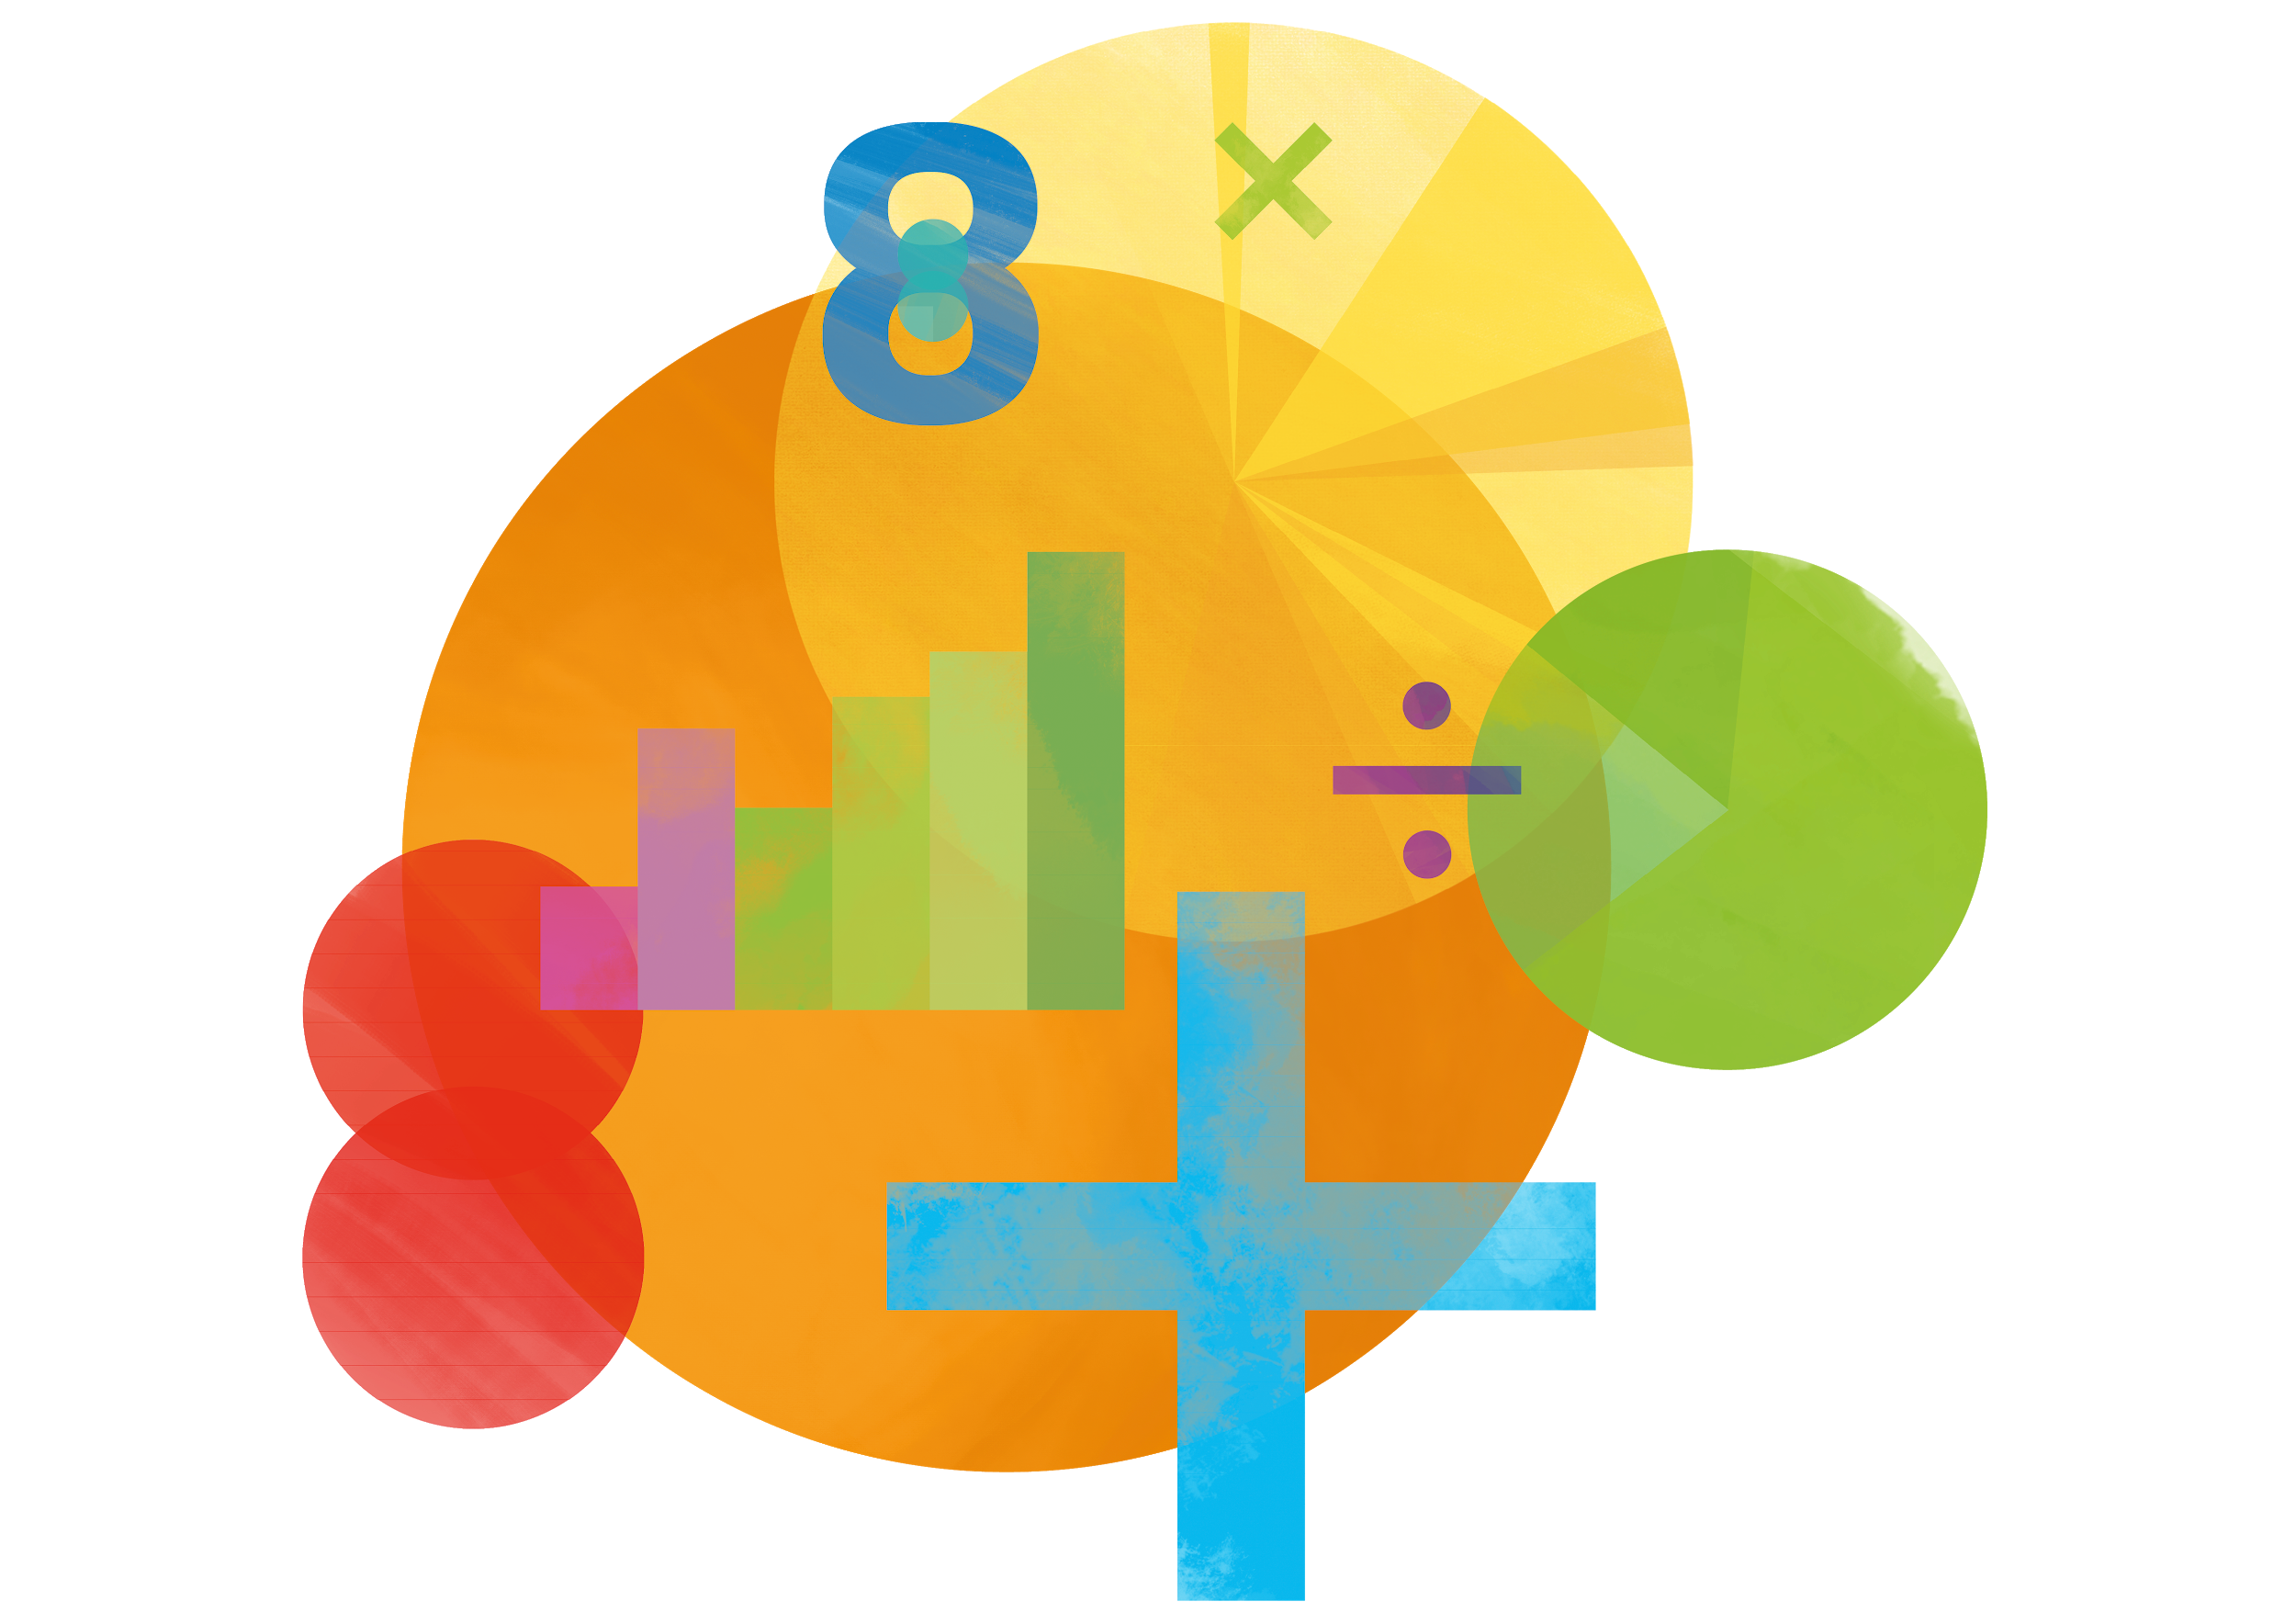 8 ×
÷
+